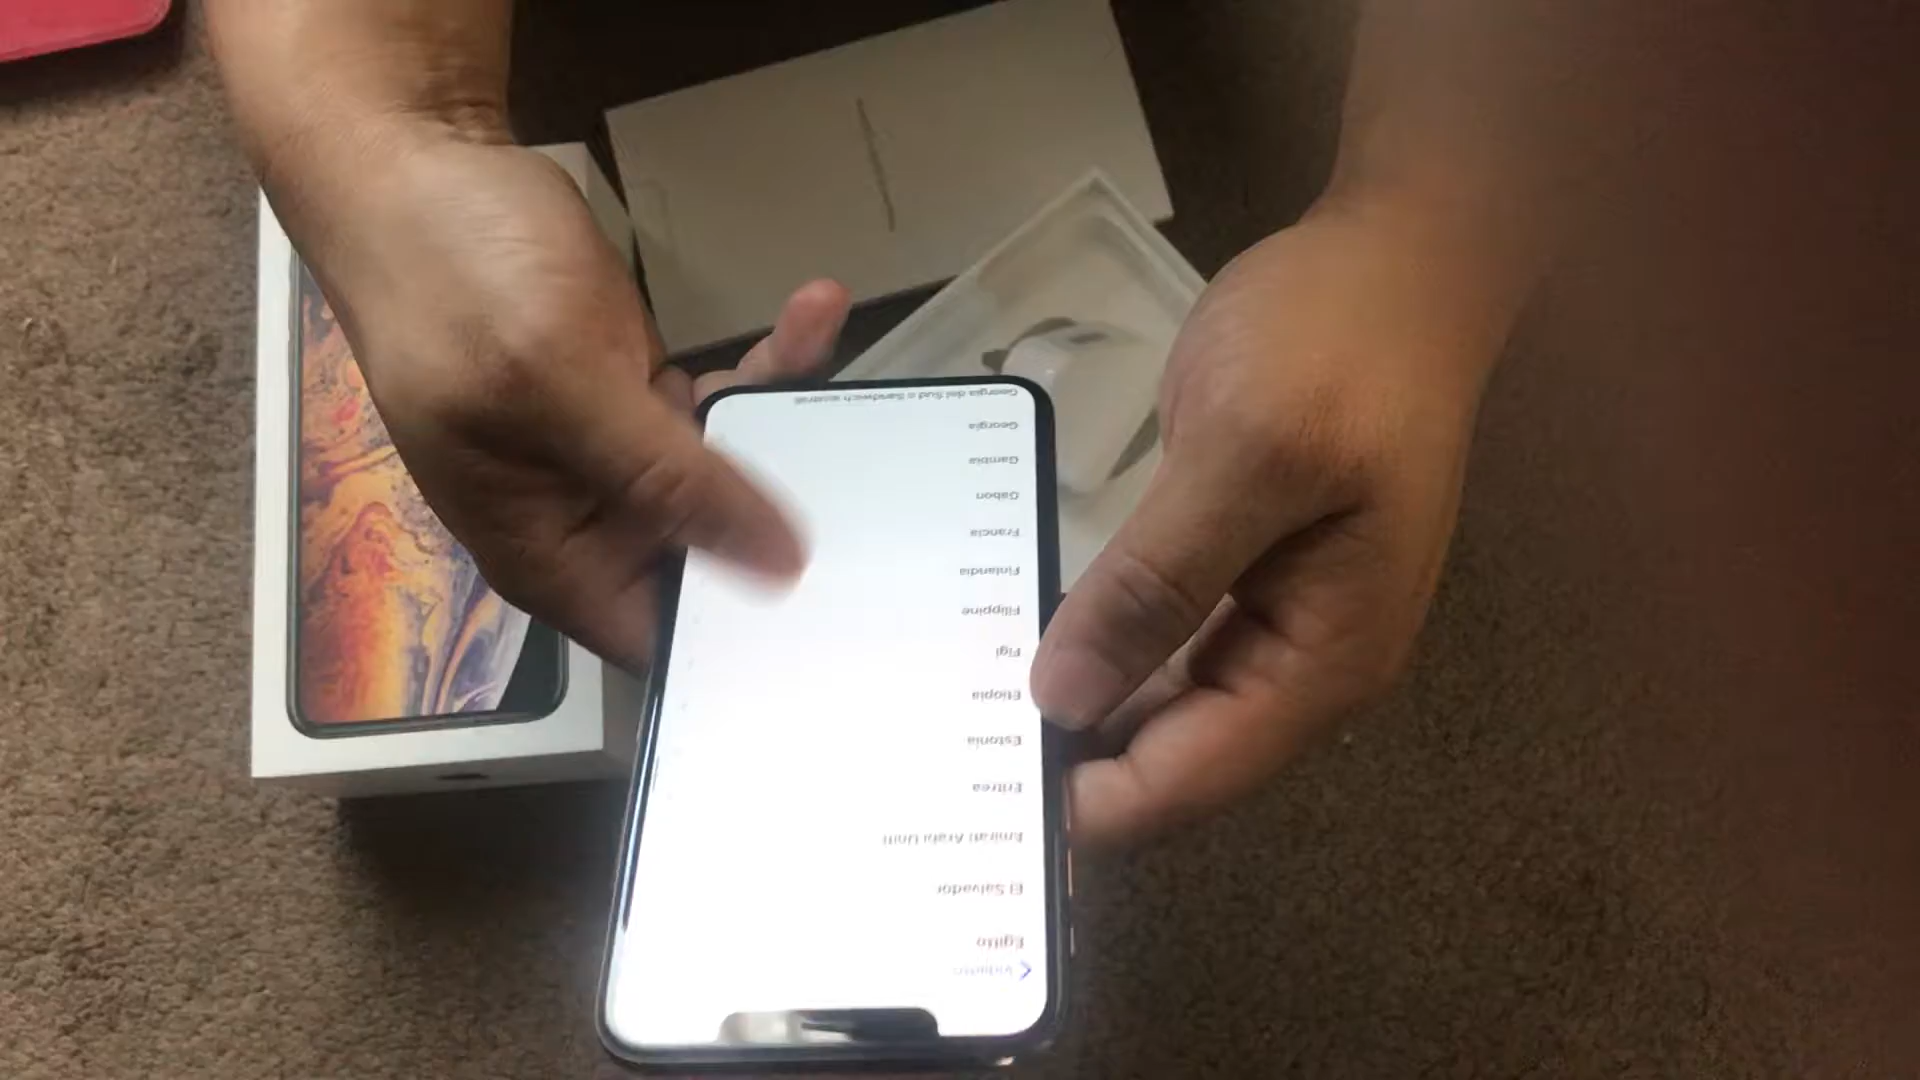 Indietro
Egitto
El Salvador
Emirati Arabi Uniti
Eritrea
Estonia
Etiopia
Figi
Filippine
Finlandia
Francia
Gabon
Gambia
Georgia
Georgia del Sud e Sandwich australi